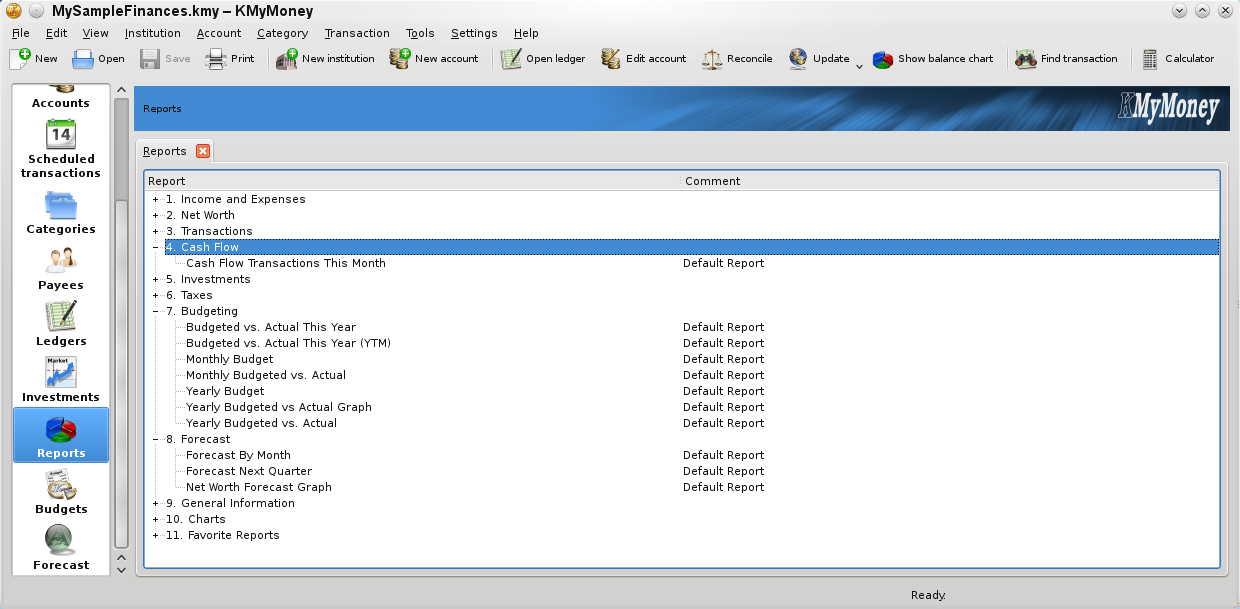 MySampleFinances.kmy – KMyMoney
File Edit View Institution Account Category Transaction Tools Settings Help
New Open Save Print New institution New account Open ledger Edit account Reconcile Update Show balance chart Find transaction Calculator
Accounts
14
Scheduled
transactions
Categories
Payees
Ledgers
Market
Investments
Reports
Budget
Budgets
Forecast
Reports
KMyMoney
Reports
Report Comment
1. Income and Expenses
2. Net Worth
3. Transactions
4. Cash Flow
Cash Flow Transactions This Month Default Report
5. Investments
6. Taxes
7. Budgeting
Budgeted vs. Actual This Year Default Report
Budgeted vs. Actual This Year (YTM) Default Report
Monthly Budget Default Report
Monthly Budgeted vs. Actual Default Report
Yearly Budget Default Report
Yearly Budgeted vs Actual Graph Default Report
Yearly Budgeted vs. Actual Default Report
8. Forecast
Forecast By Month Default Report
Forecast Next Quarter Default Report
Net Worth Forecast Graph Default Report
9. General Information
10. Charts
11. Favorite Reports
Ready.